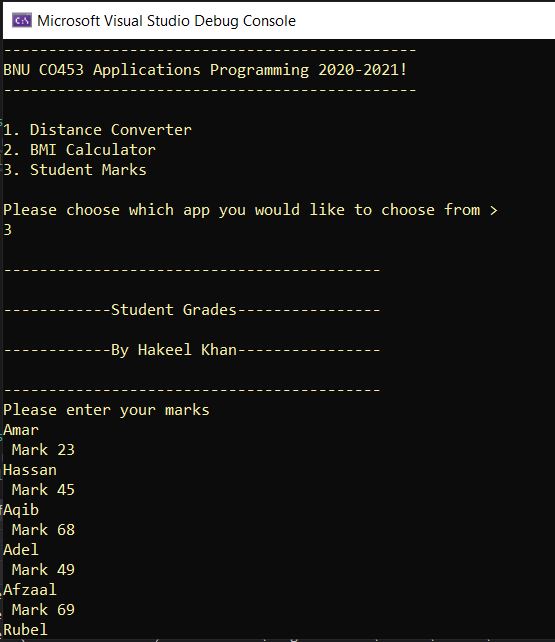 Microsoft Visual Studio Debug Console
----------------------------------------------
BNU CO453 Applications Programming 2020-2021!
----------------------------------------------
1. Distance Converter
2. BMI Calculator
3. Student Marks
Please choose which app you would like to choose from >
3
------------------------------------------
------------Student Grades----------------
------------By Hakeel Khan----------------
------------------------------------------
Please enter your marks
Amar
Mark 23
Hassan
Mark 45
Aqib
Mark 68
Adel
Mark 49
Afzaal
Mark 69
Rubel